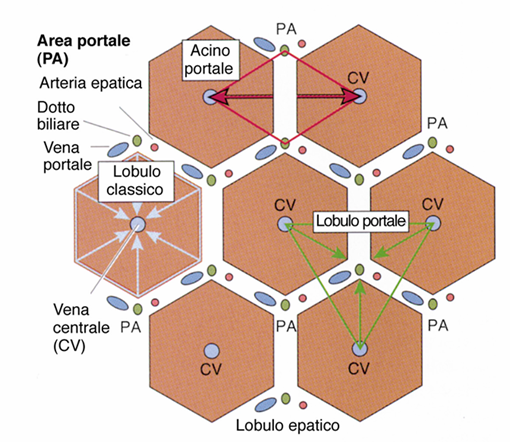 PA
Area portale
(PA)
Acino
portale
CV
Arteria epatica
Dotto
biliare
PA
Vena
portale
Lobulo
classico
CV
Lobulo portale
CV
Vena
centrale
(CV)
PA
PA
PA
CV
CV
Lobulo epatico